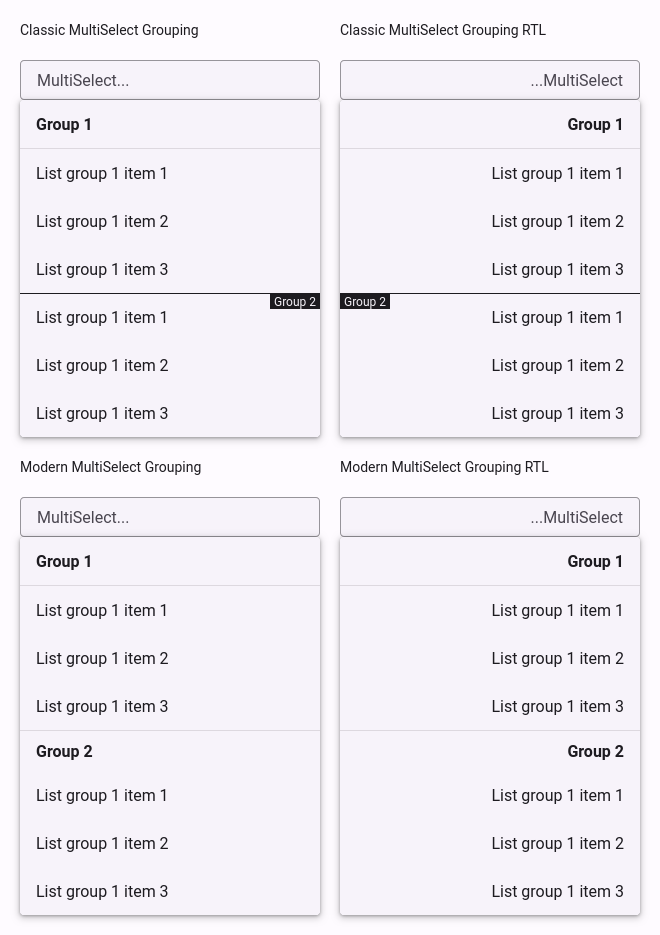 Classic MultiSelect Grouping
MultiSelect...
Group 1
List group 1 item 1
List group 1 item 2
List group 1 item 3
Group 2
List group 1 item 1
List group 1 item 2
List group 1 item 3
Classic MultiSelect Grouping RTL
...MultiSelect
Group 1
List group 1 item 1
List group 1 item 2
List group 1 item 3
Group 2
List group 1 item 1
List group 1 item 2
List group 1 item 3
Modern MultiSelect Grouping
MultiSelect...
Group 1
List group 1 item 1
List group 1 item 2
List group 1 item 3
Group 2
List group 1 item 1
List group 1 item 2
List group 1 item 3
Modern MultiSelect Grouping RTL
...MultiSelect
Group 1
List group 1 item 1
List group 1 item 2
List group 1 item 3
Group 2
List group 1 item 1
List group 1 item 2
List group 1 item 3